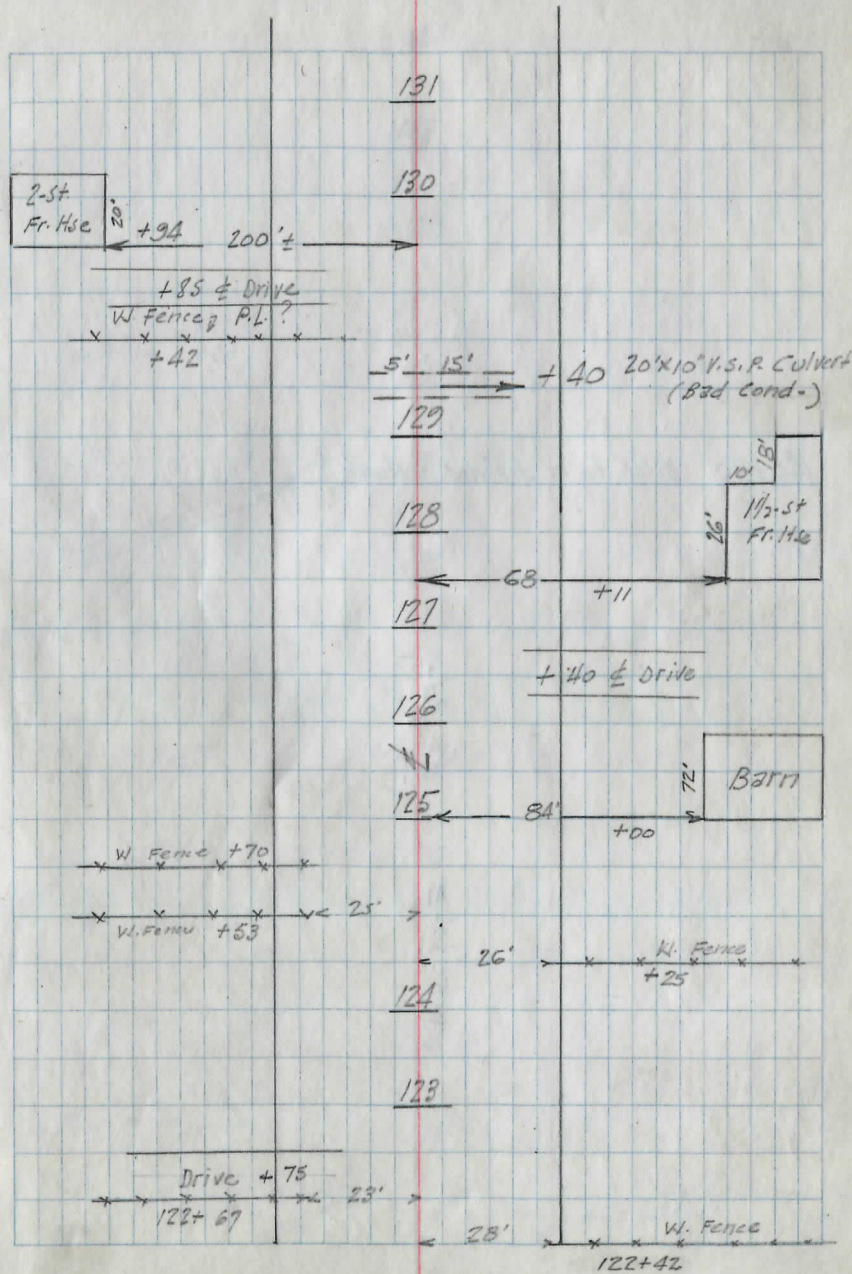 131
130
2-st.
Fr. Hse
20'
+94 200'±
+85 ℄ Drive
W Fence, P.L.?
+42
5' 15' +40 20'x10" V.S.P. Culvert
(Bad Cond-)
129
18'
10'
26'
1½-st
Fr. Hse
128
68
+11
127
+40 ℄ Drive
126
℄
72'
Barn
125
84'
+00
W Fence +70
25'
W. Fence +53
26'
W. Fence
+25
124
123
Drive +75
23'
122+67
28'
W. Fence
122+42